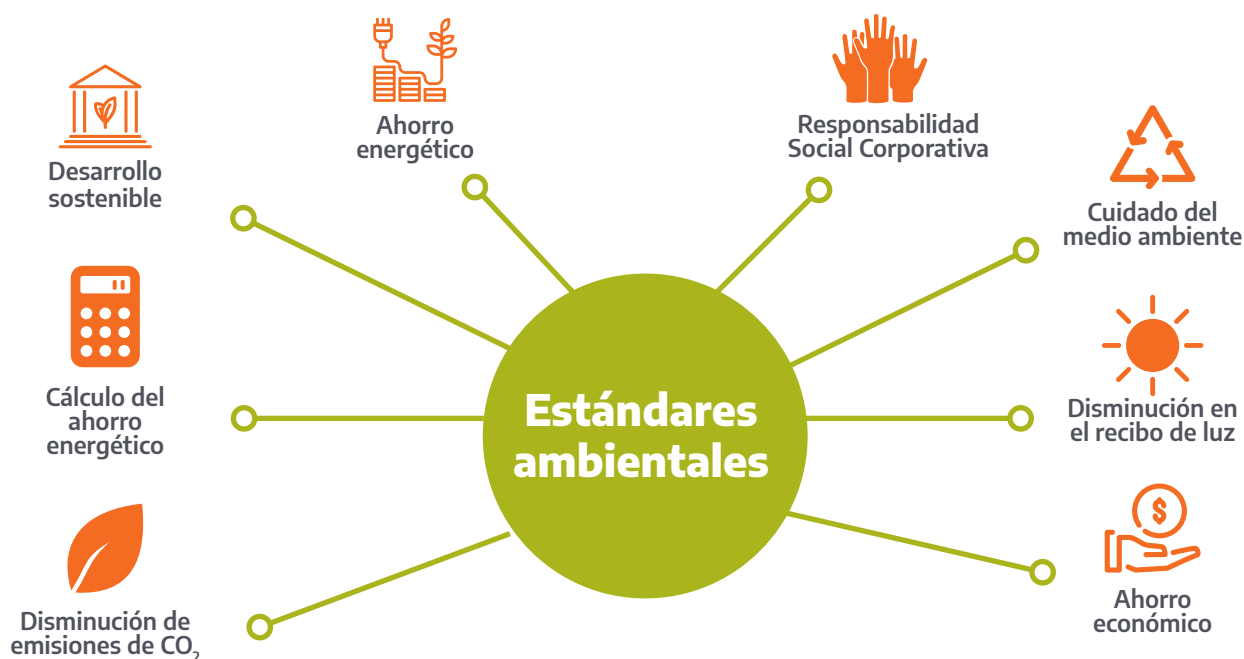 Ahorro
energético
Responsabilidad
Social Corporativa
Desarrollo
sostenible
Cuidado del
medio ambiente
Cálculo del
ahorro
energético
Estándares
ambientales
Disminución en
el recibo de luz
$
Ahorro
económico
Disminución de
emisiones de CO₂